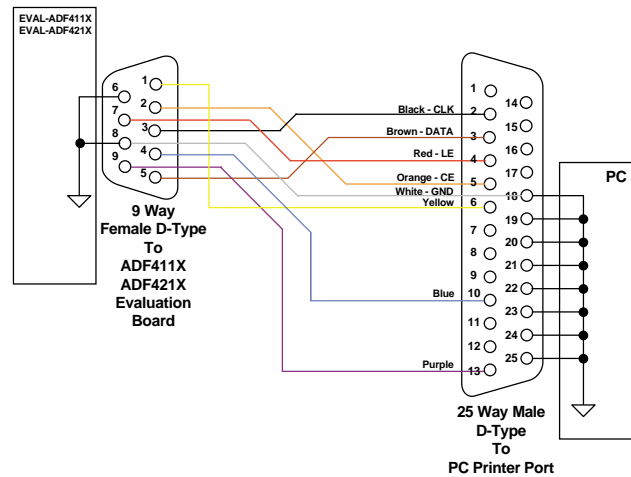 EVAL-ADF411X
EVAL-ADF421X
6
7
8
9
1
2
3
4
5
9 Way
Female D-Type
To
ADF411X
ADF421X
Evaluation
Board
Black - CLK
Brown - DATA
Red - LE
Orange - CE
White - GND
Yellow
Blue
Purple
1
2
3
4
5
6
7
8
9
10
11
12
13
14
15
16
17
18
19
20
21
22
23
24
25
PC
25 Way Male
D-Type
To
PC Printer Port